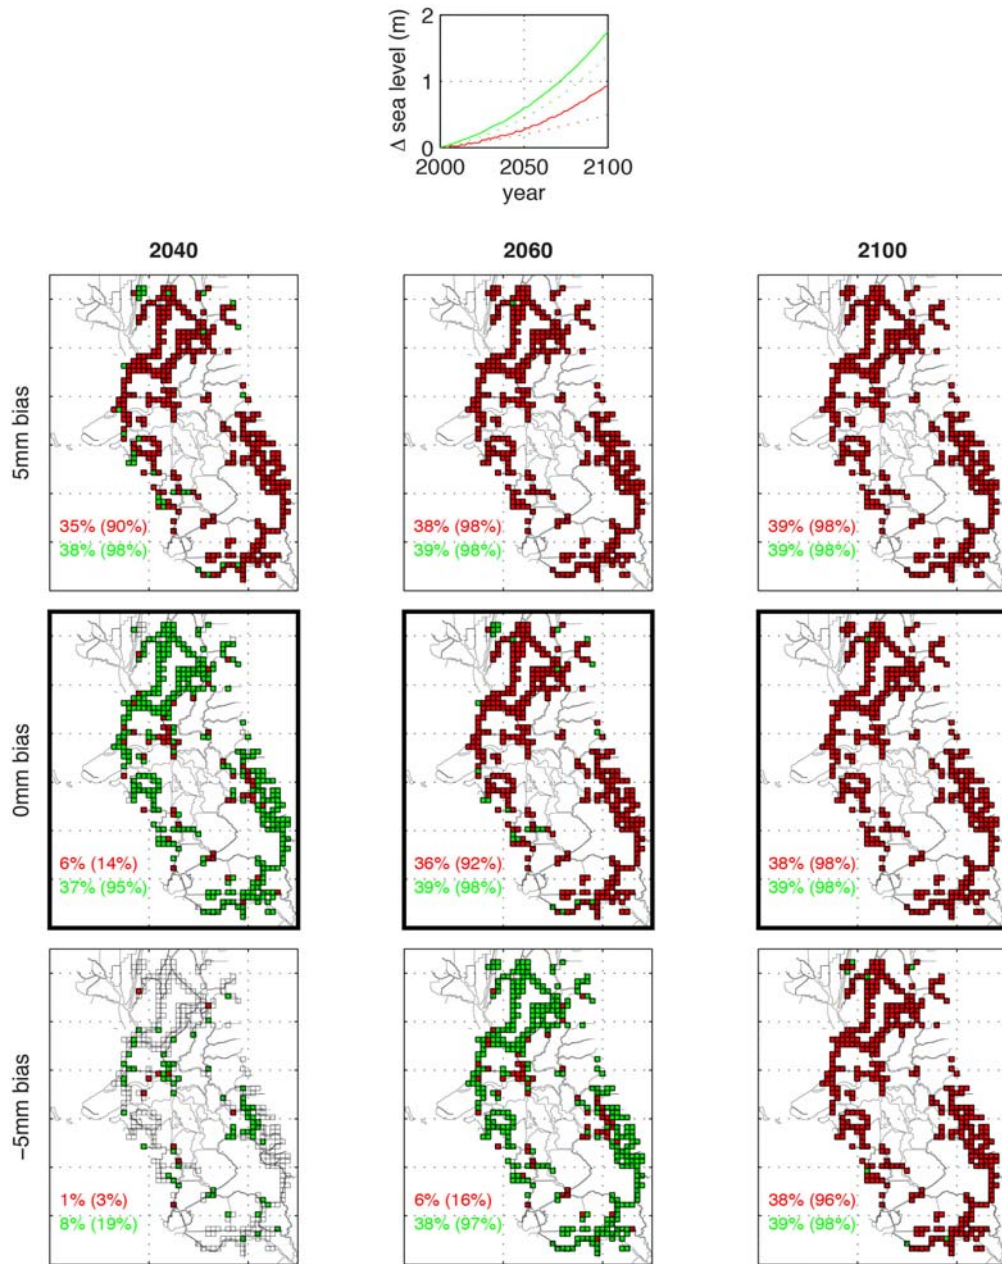 2
1
0
Δ sea level (m)
2000 2050 2100
year
2040 2060 2100
5mm bias
35% (90%) 38% (98%) 39% (98%)
38% (98%) 39% (98%) 39% (98%)
0mm bias
6% (14%) 36% (92%) 38% (98%)
37% (95%) 39% (98%) 39% (98%)
−5mm bias
1% (3%) 6% (16%) 38% (96%)
8% (19%) 38% (97%) 39% (98%)